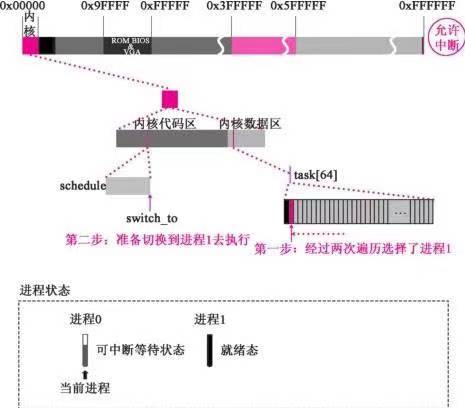 0x00000 0x9FFFF 0xFFFFF 0x3FFFFF 0x5FFFFF 0xFFFFFF
内核
ROM BIOS
&
VGA
允许
中断
内核代码区 内核数据区
schedule
task[64]
switch_to
...
第二步：准备切换到进程1去执行
第一步：经过两次遍历选择了进程1
进程状态
进程0 进程1
可中断等待状态 就绪态
当前进程